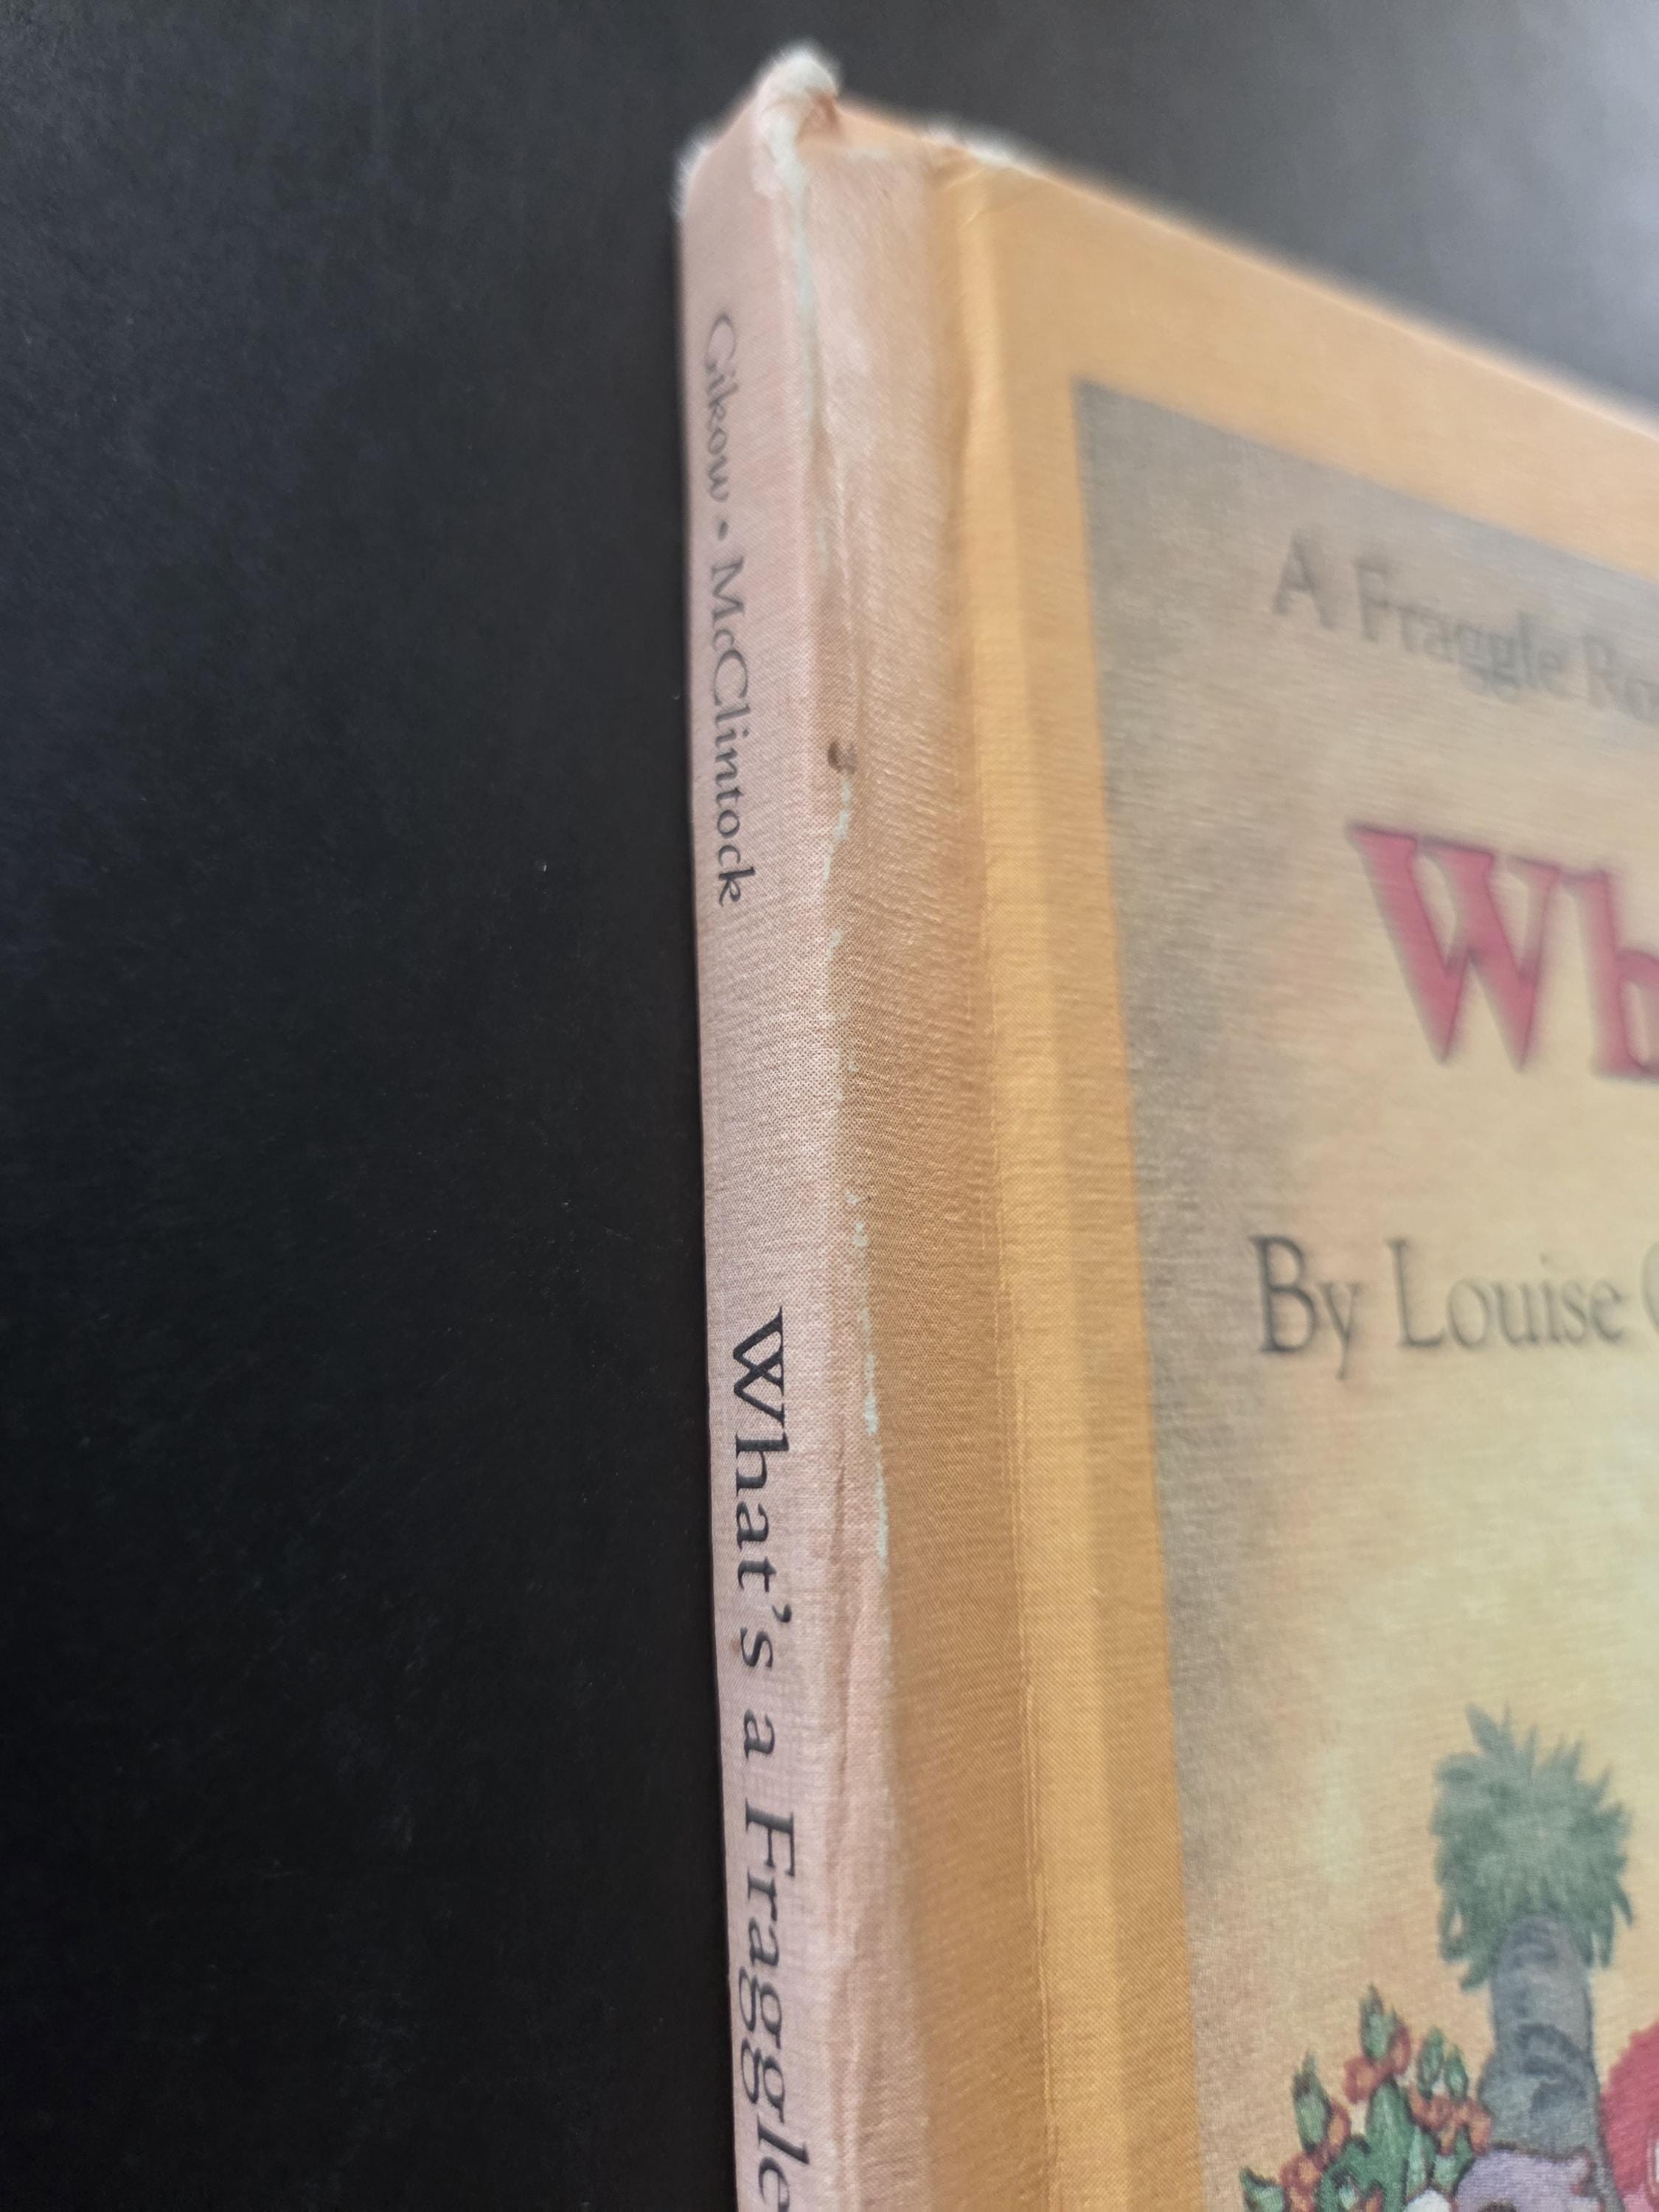 Gikow • McClintock
What's a Fraggle
A Fraggle Ro
Wh
By Louise